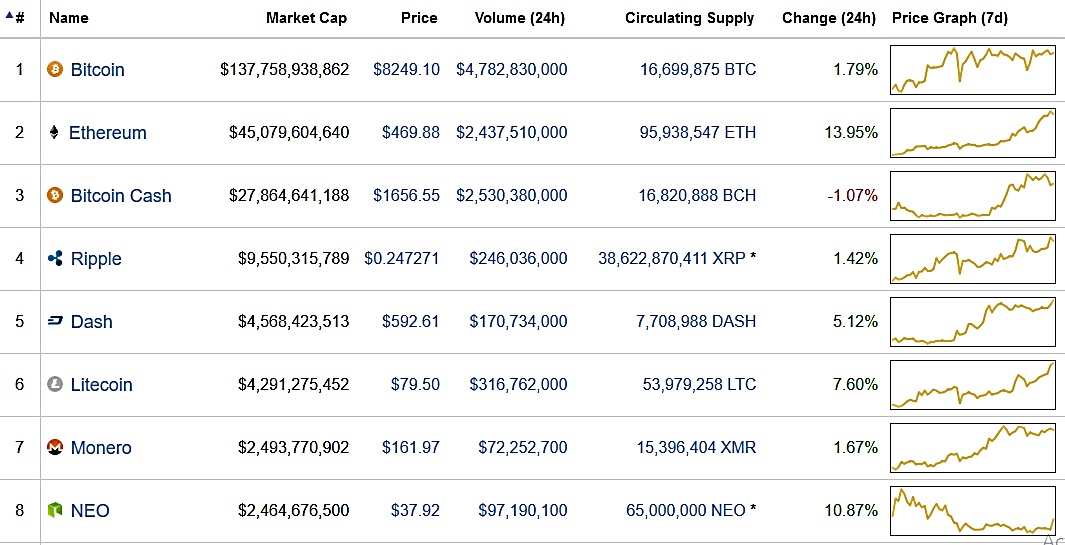 # Name Market Cap Price Volume (24h) Circulating Supply Change (24h) Price Graph (7d)
1 Bitcoin $137,758,938,862 $8249.10 $4,782,830,000 16,699,875 BTC 1.79%
2 Ethereum $45,079,604,640 $469.88 $2,437,510,000 95,938,547 ETH 13.95%
3 Bitcoin Cash $27,864,641,188 $1656.55 $2,530,380,000 16,820,888 BCH -1.07%
4 Ripple $9,550,315,789 $0.247271 $246,036,000 38,622,870,411 XRP * 1.42%
5 Dash $4,568,423,513 $592.61 $170,734,000 7,708,988 DASH 5.12%
6 Litecoin $4,291,275,452 $79.50 $316,762,000 53,979,258 LTC 7.60%
7 Monero $2,493,770,902 $161.97 $72,252,700 15,396,404 XMR 1.67%
8 NEO $2,464,676,500 $37.92 $97,190,100 65,000,000 NEO * 10.87%